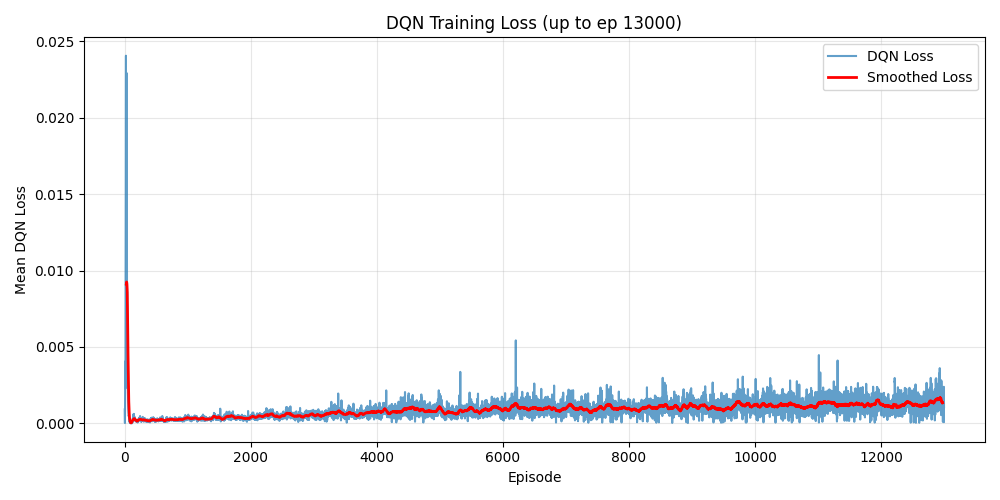 DQN Training Loss (up to ep 13000)
DQN Loss
Smoothed Loss
Mean DQN Loss
0.025
0.020
0.015
0.010
0.005
0.000
0 2000 4000 6000 8000 10000 12000
Episode